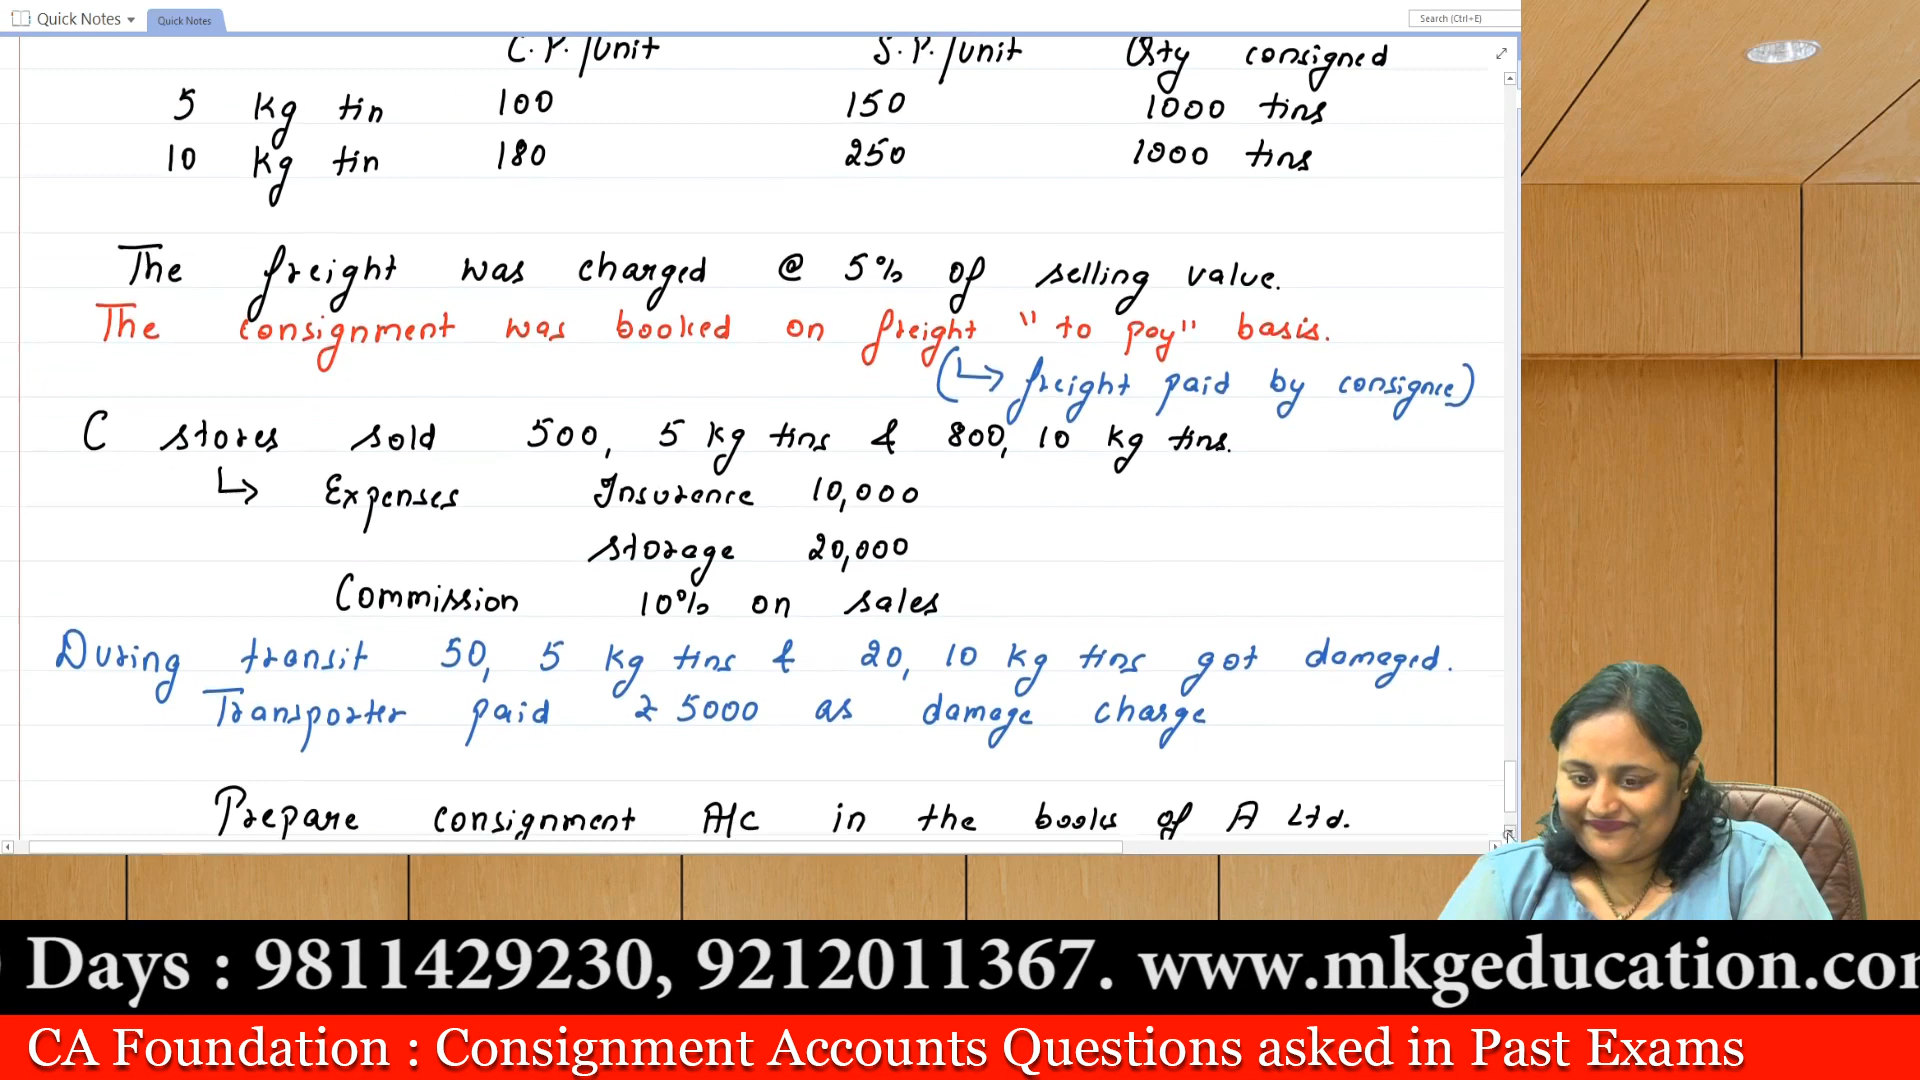 Quick Notes
Quick Notes
Search (Ctrl+E)
C.P./unit S.P./unit Qty consigned
5 kg tin 100 150 1000 tins
10 kg tin 180 250 1000 tins
The freight was charged @ 5% of selling value.
The consignment was booked on freight "to pay" basis.
(↳ freight paid by consignee)
C stores sold 500, 5 kg tins & 800, 10 kg tins.
↳ Expenses Insurance 10,000
storage 20,000
Commission 10% on sales
During transit 50, 5 kg tins & 20, 10 kg tins got damaged.
Transporter paid ₹ 5000 as damage charge
Prepare consignment A/c in the books of A Ltd.
Days : 9811429230, 9212011367. www.mkgeducation.co
CA Foundation : Consignment Accounts Questions asked in Past Exams